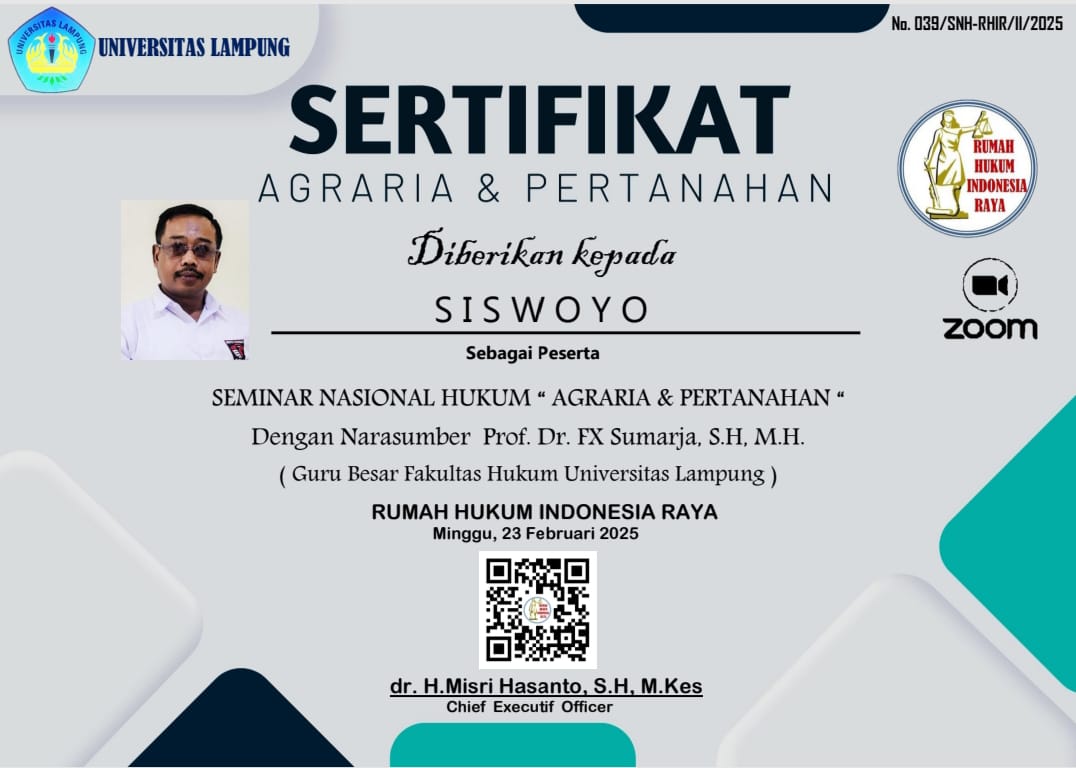 UNIVERSITAS LAMPUNG
UNIVERSITAS LAMPUNG
No. 039/SNH-RHIR/II/2025
SERTIFIKAT
AGRARIA & PERTANAHAN
RUMAH
HUKUM
INDONESIA
RAYA
Diberikan kepada
SISWOYO
zoom
Sebagai Peserta
SEMINAR NASIONAL HUKUM “ AGRARIA & PERTANAHAN “
Dengan Narasumber Prof. Dr. FX Sumarja, S.H, M.H.
( Guru Besar Fakultas Hukum Universitas Lampung )
RUMAH HUKUM INDONESIA RAYA
Minggu, 23 Februari 2025
dr. H.Misri Hasanto, S.H, M.Kes
Chief Executif Officer